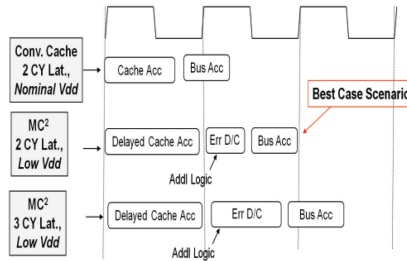 Conv. Cache
2 CY Lat.,
Nominal Vdd
Cache Acc
Bus Acc
Best Case Scenario
MC²
2 CY Lat.,
Low Vdd
Delayed Cache Acc
Err D/C
Bus Acc
Addl Logic
MC²
3 CY Lat.,
Low Vdd
Delayed Cache Acc
Err D/C
Bus Acc
Addl Logic